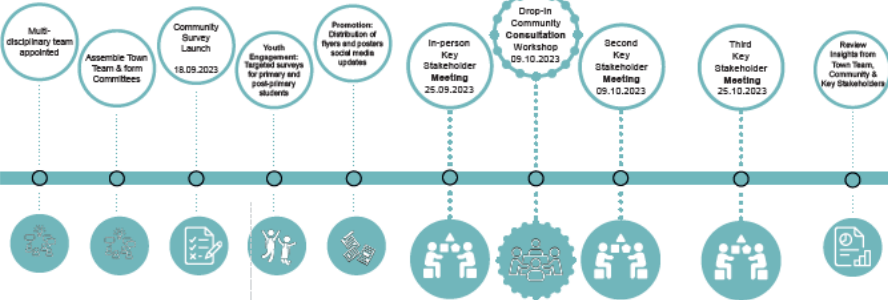 Multi-
disciplinary team
appointed
Assemble Town
Team & form
Committees
Community
Survey
Launch
18.09.2023
Youth
Engagement:
Targeted surveys
for primary and
post-primary
students
Promotion:
Distribution of
flyers and posters
social media
updates
In-person
Key
Stakeholder
Meeting
25.09.2023
Drop-in
Community
Consultation
Workshop
09.10.2023
Second
Key
Stakeholder
Meeting
09.10.2023
Third
Key
Stakeholder
Meeting
25.10.2023
Review
Insights from
Town Team,
Community &
Key Stakeholders